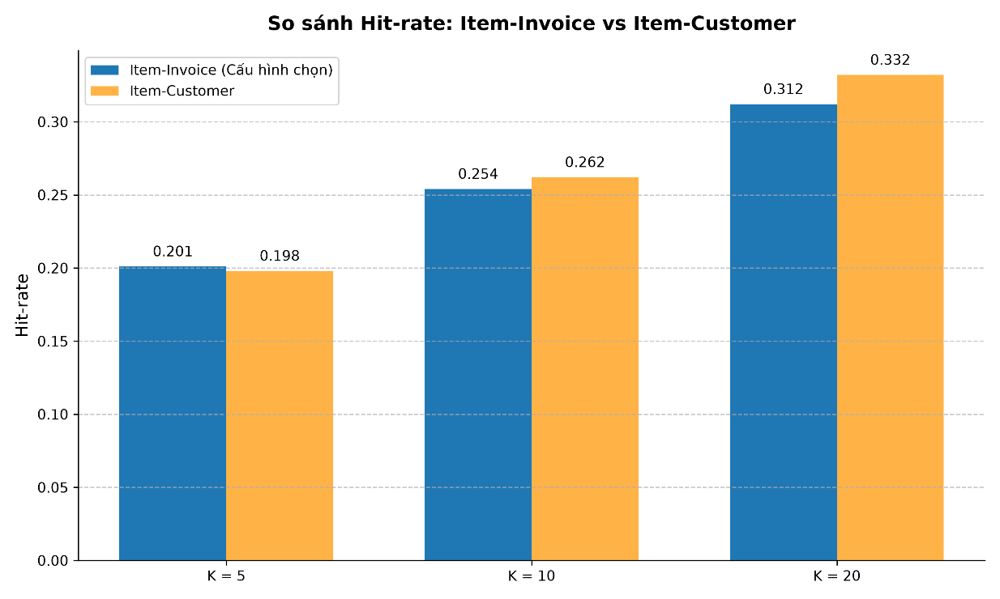 So sánh Hit-rate: Item-Invoice vs Item-Customer
Item-Invoice (Cấu hình chọn)
Item-Customer
Hit-rate
0.30
0.25
0.20
0.15
0.10
0.05
0.00
0.201
0.198
0.254
0.262
0.312
0.332
K = 5
K = 10
K = 20